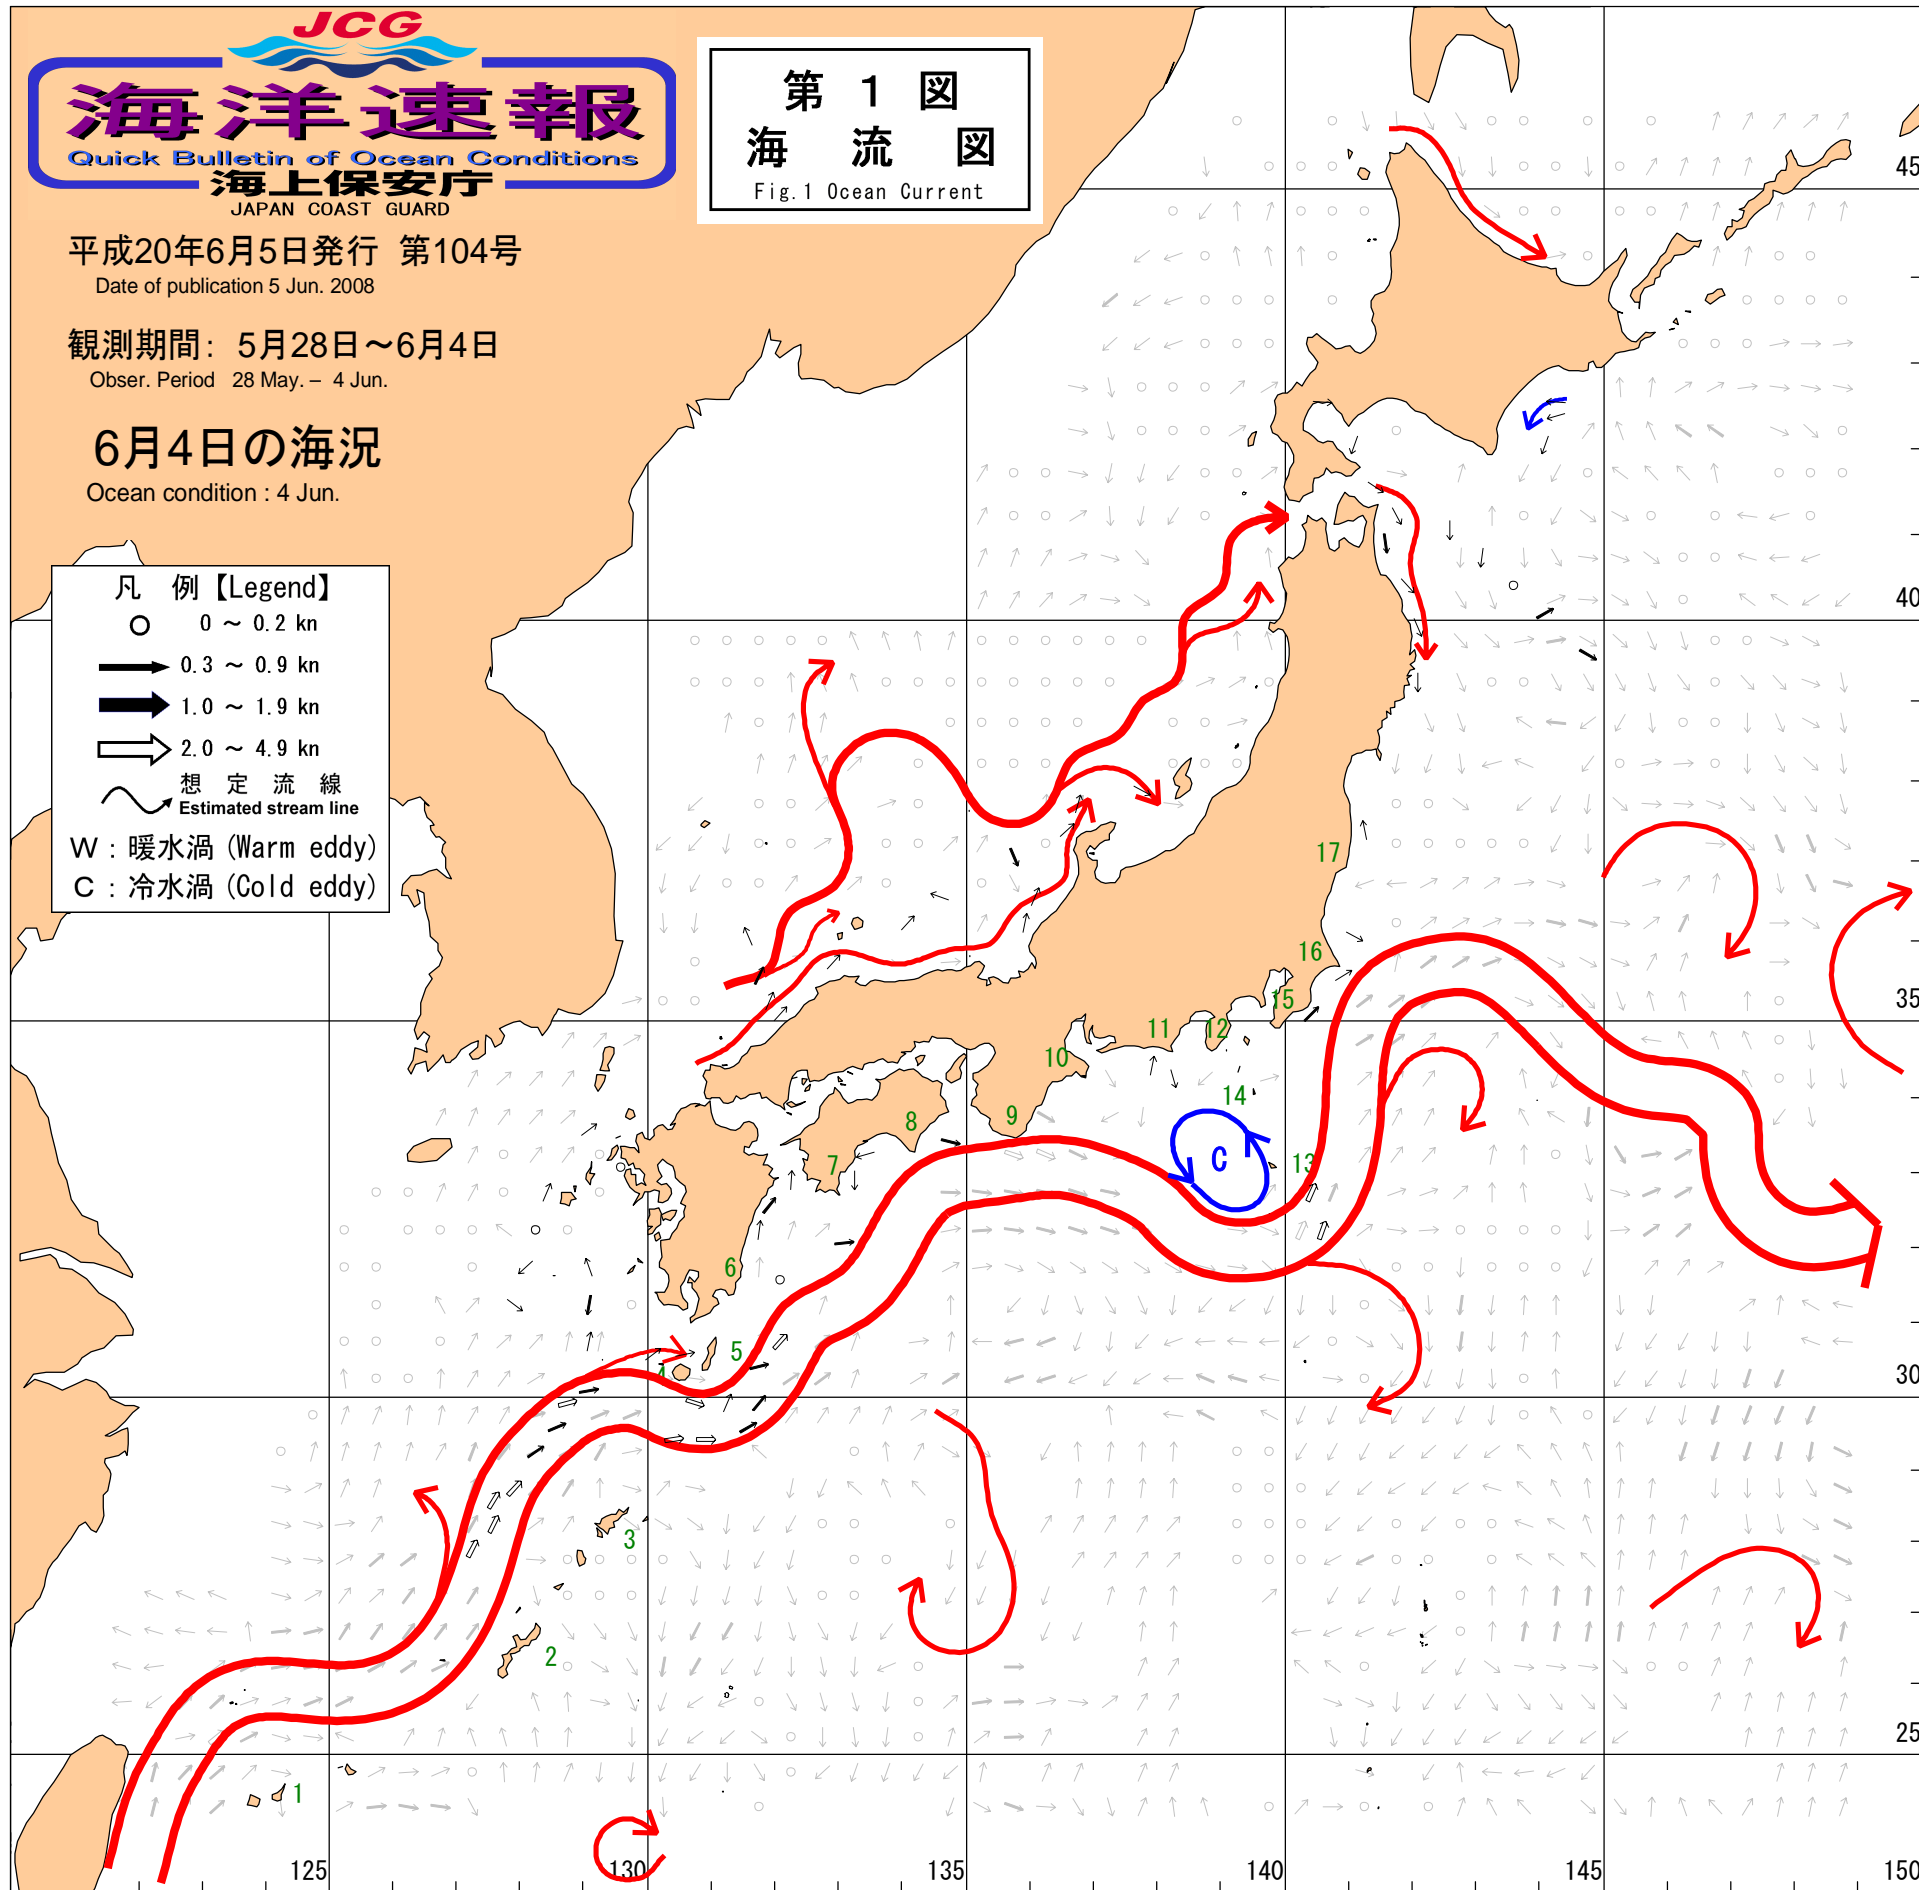 JCG
海洋速報
Quick Bulletin of Ocean Conditions
海上保安庁
JAPAN COAST GUARD
平成20年6月5日発行 第104号
Date of publication 5 Jun. 2008
観測期間： 5月28日～6月4日
Obser. Period 28 May. – 4 Jun.
6月4日の海況
Ocean condition : 4 Jun.
第 1 図
海 流 図
Fig.1 Ocean Current
凡 例【Legend】
0 ～ 0.2 kn
0.3 ～ 0.9 kn
1.0 ～ 1.9 kn
2.0 ～ 4.9 kn
想 定 流 線
Estimated stream line
W : 暖水渦 (Warm eddy)
C : 冷水渦 (Cold eddy)
45
40
17
16
35
15
12
11
10
14
9
8
13
C
7
6
5
4
30
3
2
25
1
125
130
135
140
145
150